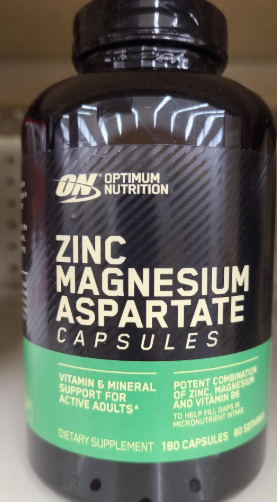 ON OPTIMUM
NUTRITION
ZINC
MAGNESIUM
ASPARTATE
CAPSULES
VITAMIN & MINERAL
SUPPORT FOR
ACTIVE ADULTS^
POTENT COMBINATION
OF ZINC, MAGNESIUM
AND VITAMIN B6
TO HELP FILL GAPS IN
MICRONUTRIENT INTAKE
DIETARY SUPPLEMENT 180 CAPSULES 60